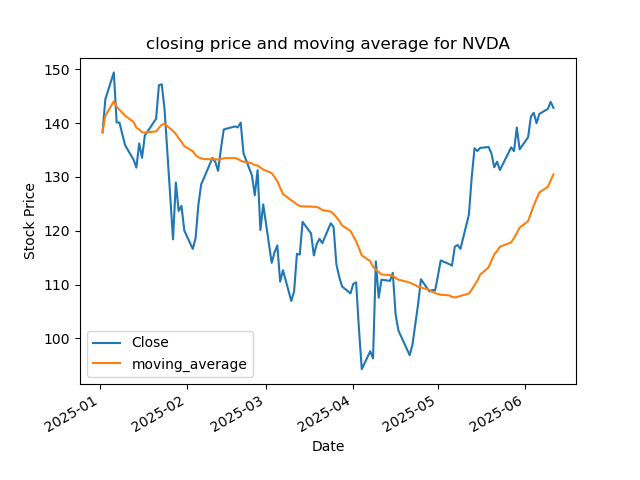 closing price and moving average for NVDA
150
140
130
120
110
100
Stock Price
Close
moving_average
2025-01
2025-02
2025-03
2025-04
2025-05
2025-06
Date